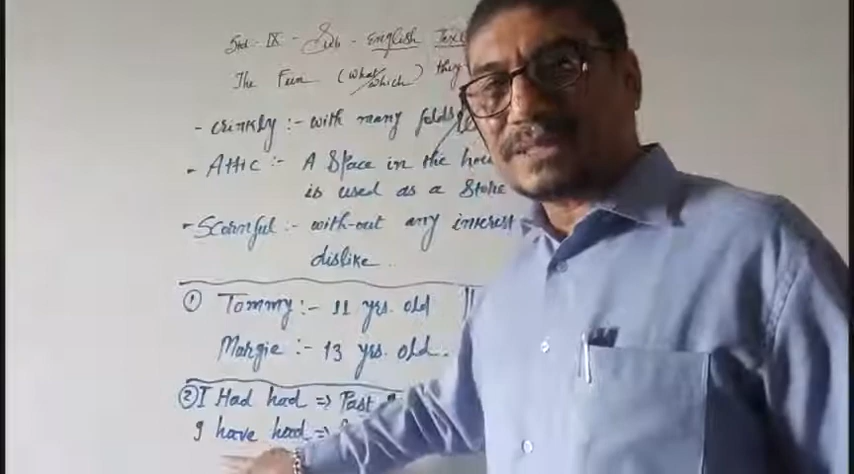 Std - IX - Sub - English Text
The Fun (what/which) they
- Crinkly :- with many folds
- Attic :- A Space in the hou
is used as a Store
- Scornful :- with-out any interest
dislike..
① Tommy :- 11 yrs. old
Margie :- 13 yrs. old.
② I Had had => Past
I have had =>